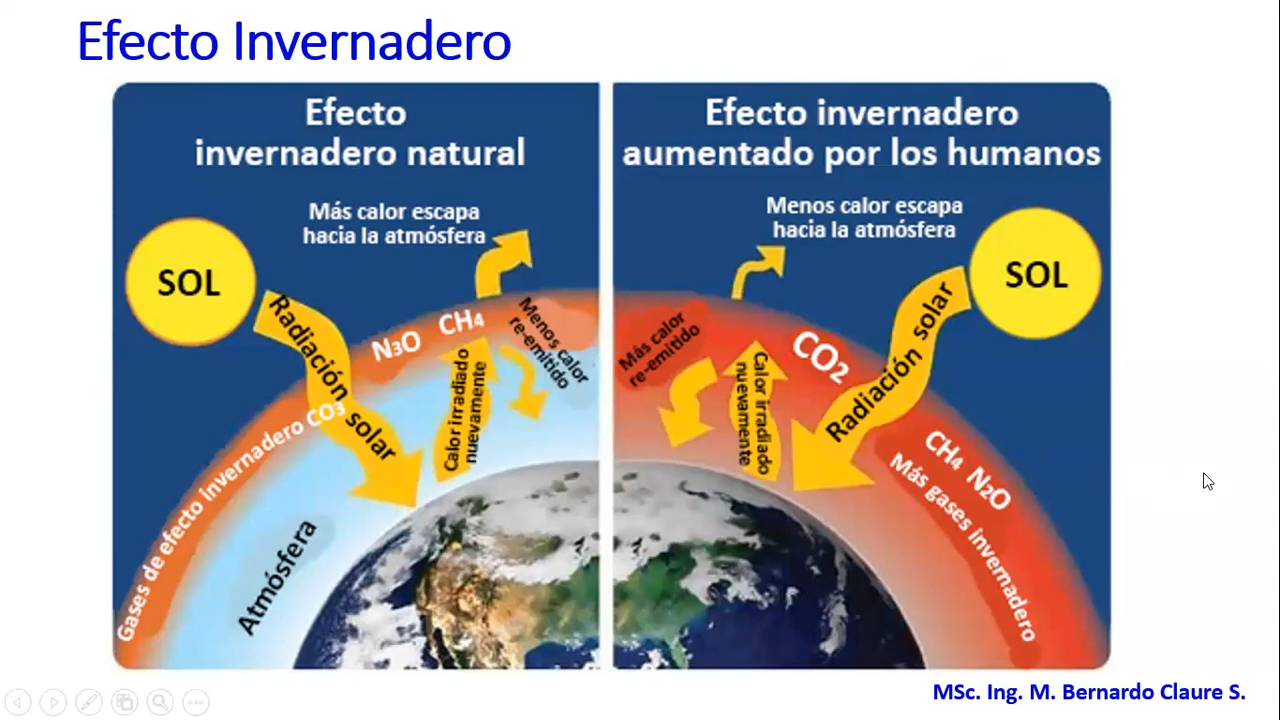 Efecto Invernadero
Efecto
invernadero natural
Más calor escapa
hacia la atmósfera
SOL
Radiación solar
N3O CH4
Menos calor
re-emitido
Calor irradiado
nuevamente
Gases de efecto invernadero CO3
Atmósfera
Efecto invernadero
aumentado por los humanos
Menos calor escapa
hacia la atmósfera
SOL
Radiación solar
Más calor
re-emitido
Calor irradiado
nuevamente
CO2
CH4 N2O
Más gases invernadero
MSc. Ing. M. Bernardo Claure S.